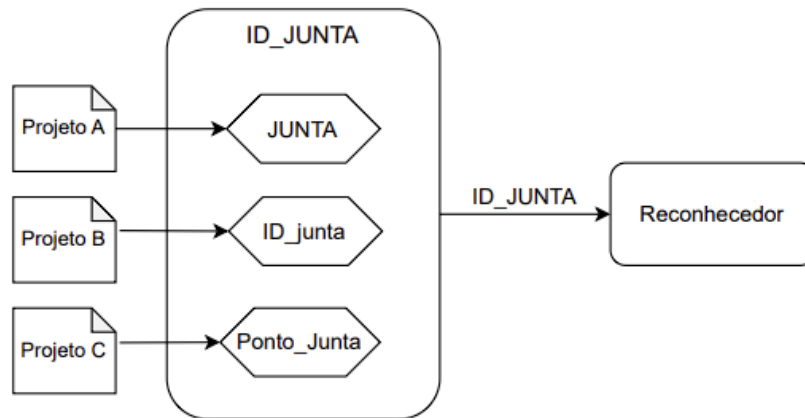 ID_JUNTA
Projeto A
JUNTA
Projeto B
ID_junta
ID_JUNTA
Reconhecedor
Projeto C
Ponto_Junta